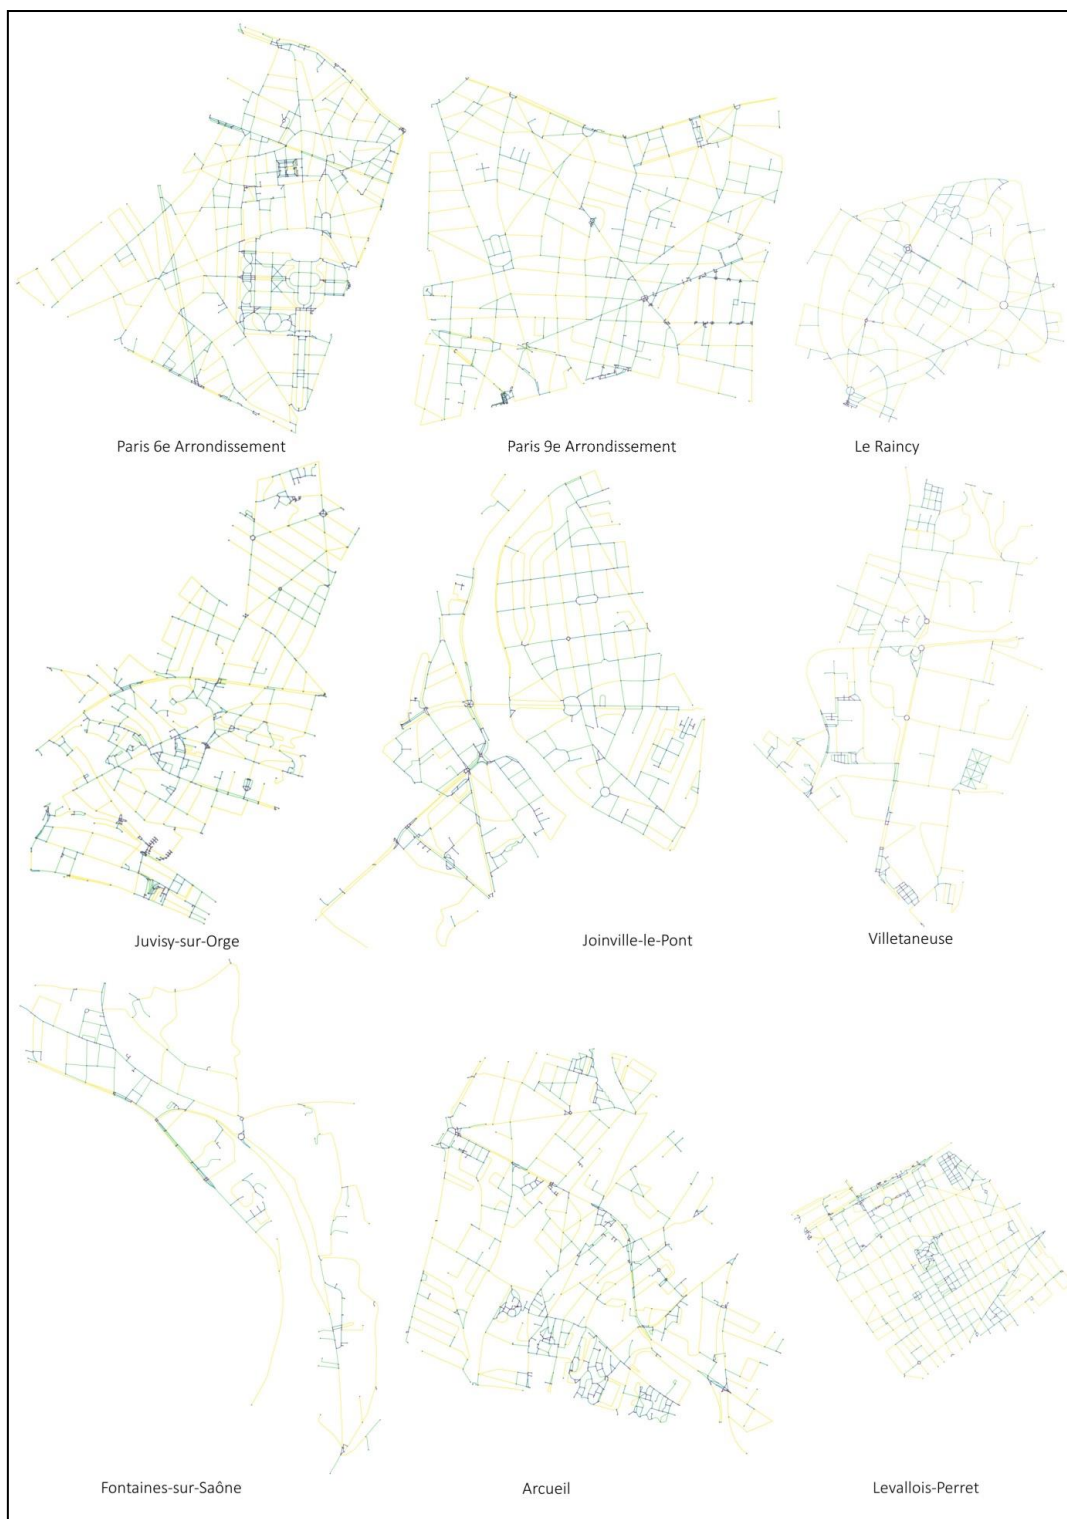 Paris 6e Arrondissement
Paris 9e Arrondissement
Le Raincy
Juvisy-sur-Orge
Joinville-le-Pont
Villetaneuse
Fontaines-sur-Saône
Arcueil
Levallois-Perret